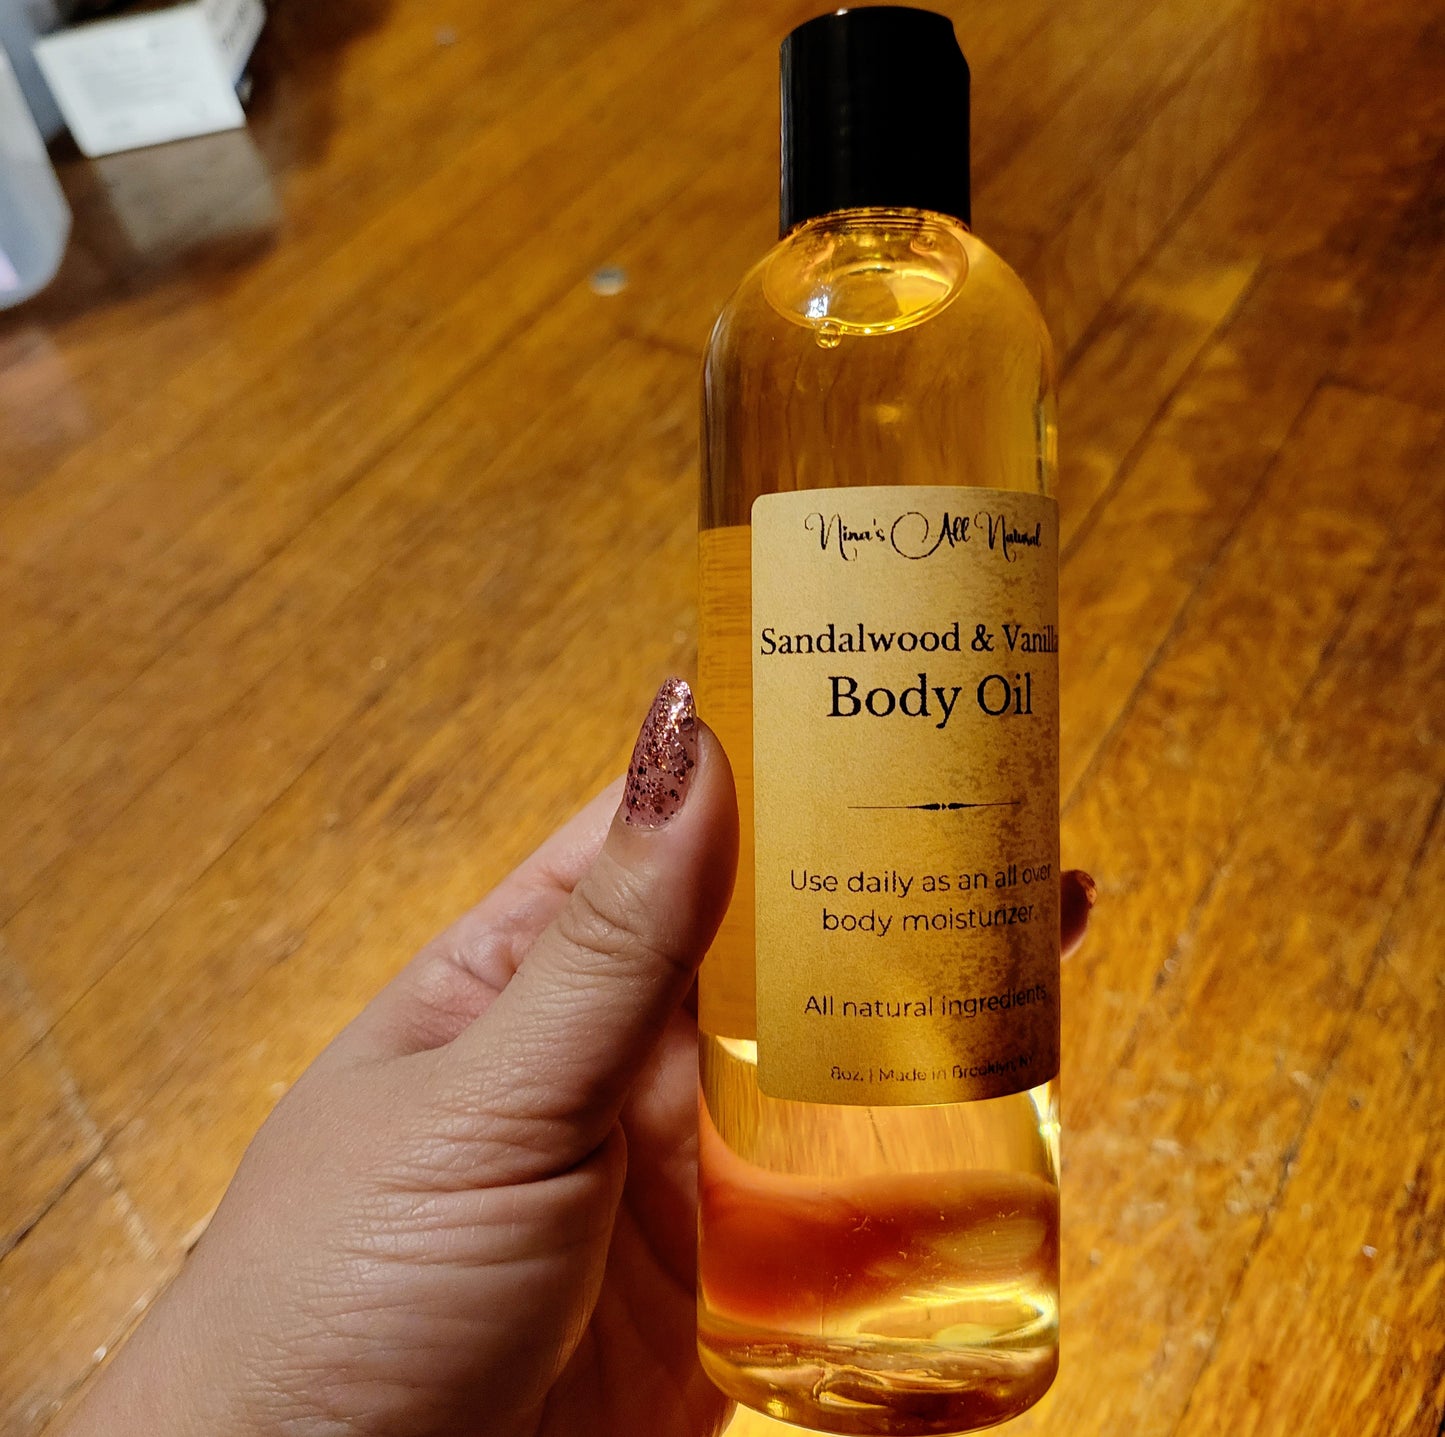 Nina's All Natural
Sandalwood & Vanilla
Body Oil
Use daily as an all over
body moisturizer.
All natural ingredients
8oz. | Made in Brooklyn, NY